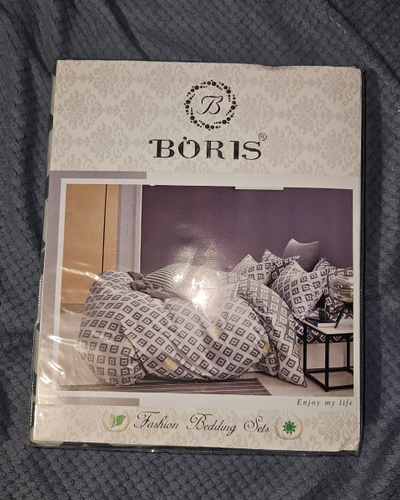 B
BORIS®
Enjoy my life
Fashion Bedding Sets